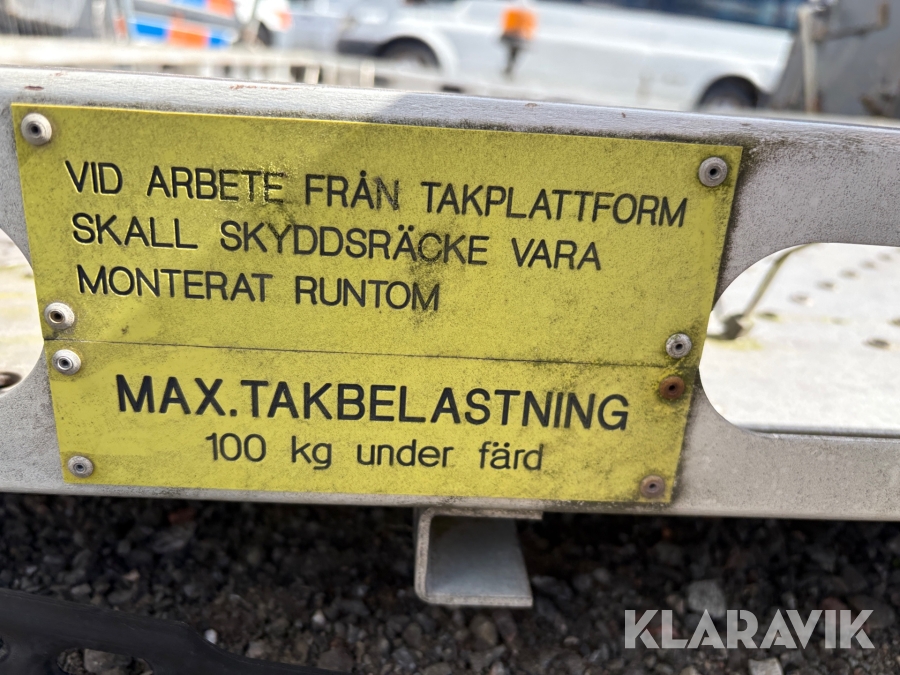 VID ARBETE FRÅN TAKPLATTFORM
SKALL SKYDDSRÄCKE VARA
MONTERAT RUNTOM
MAX.TAKBELASTNING
100 kg under färd
KLARAVIK